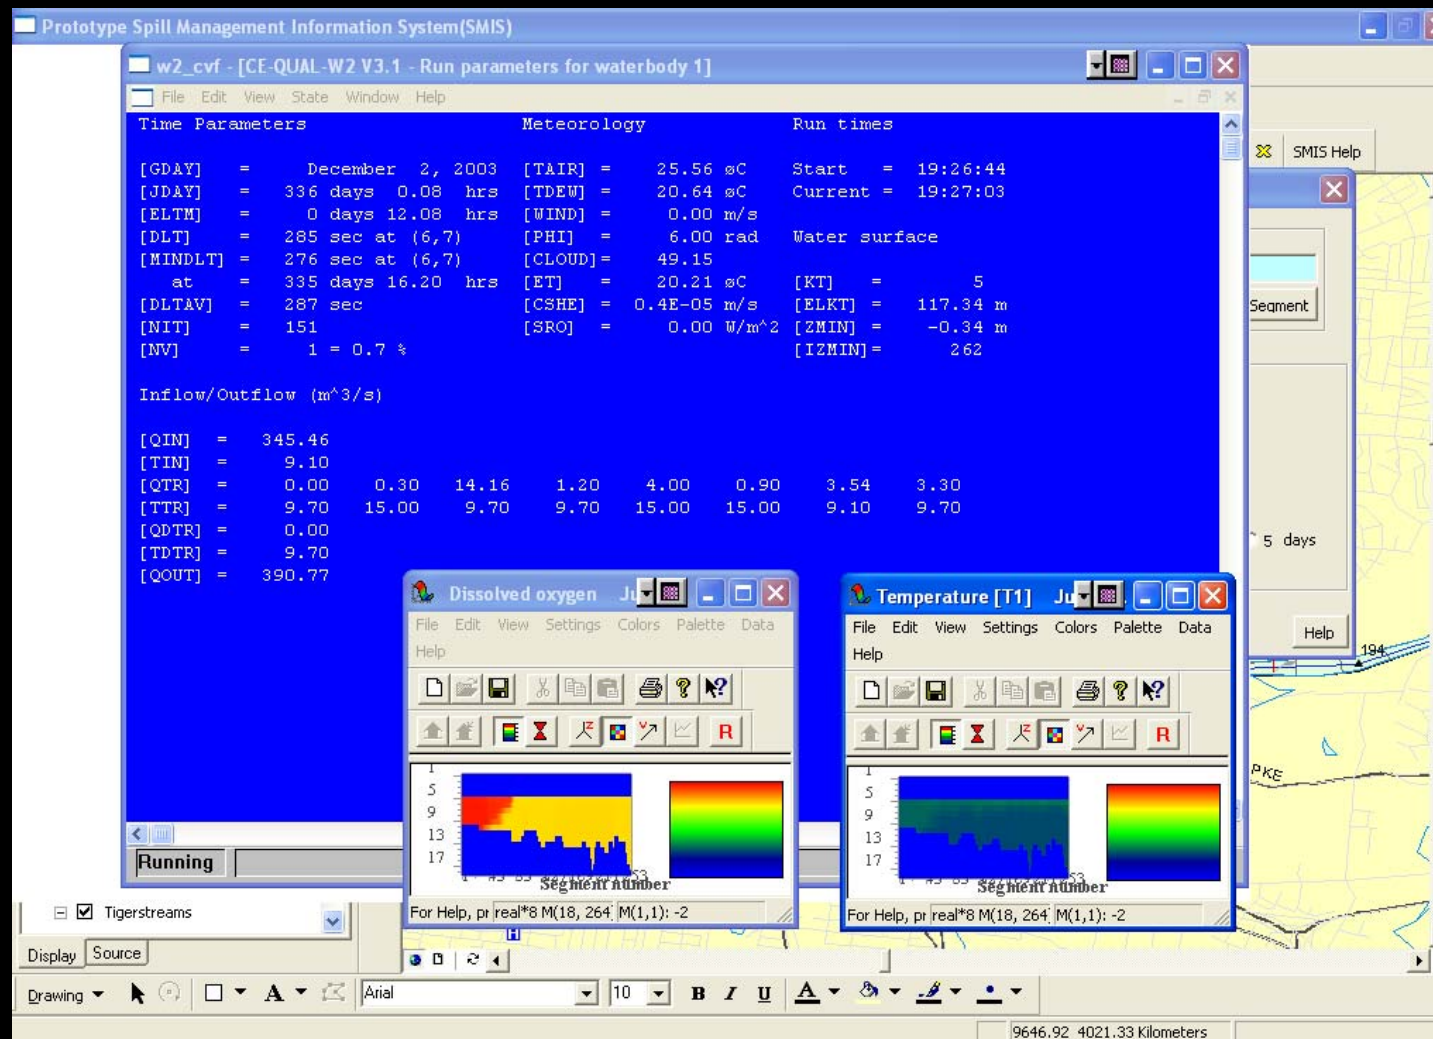 Prototype Spill Management Information System(SMIS)
w2_cvf - [CE-QUAL-W2 V3.1 - Run parameters for waterbody 1]
File Edit View State Window Help
Time Parameters Meteorology Run times
[GDAY] = December 2, 2003 [TAIR] = 25.56 øC Start = 19:26:44
[JDAY] = 336 days 0.08 hrs [TDEW] = 20.64 øC Current = 19:27:03
[ELTM] = 0 days 12.08 hrs [WIND] = 0.00 m/s
[DLT] = 285 sec at (6,7) [PHI] = 6.00 rad Water surface
[MINDLT] = 276 sec at (6,7) [CLOUD]= 49.15
at = 335 days 16.20 hrs [ET] = 20.21 øC [KT] = 5
[DLTAV] = 287 sec [CSHE] = 0.4E-05 m/s [ELKT] = 117.34 m
[NIT] = 151 [SRO] = 0.00 W/m^2 [ZMIN] = -0.34 m
[NV] = 1 = 0.7 % [IZMIN]= 262
Inflow/Outflow (m^3/s)
[QIN] = 345.46
[TIN] = 9.10
[QTR] = 0.00 0.30 14.16 1.20 4.00 0.90 3.54 3.30
[TTR] = 9.70 15.00 9.70 9.70 15.00 15.00 9.10 9.70
[QDTR] = 0.00
[TDTR] = 9.70
[QOUT] = 390.77
Running
SMIS Help
Segment
5 days
Help
194
PKE
Dissolved oxygen Ju
File Edit View Settings Colors Palette Data
Help
R
1
5
9
13
17
Segment number
For Help, pr real*8 M(18, 264 M(1,1): -2
Temperature [T1] Ju
File Edit View Settings Colors Palette Data
Help
R
1
5
9
13
17
Segment number
For Help, pr real*8 M(18, 264 M(1,1): -2
Tigerstreams
Display Source
H
Drawing A Arial 10 B I U A
9646.92 4021.33 Kilometers